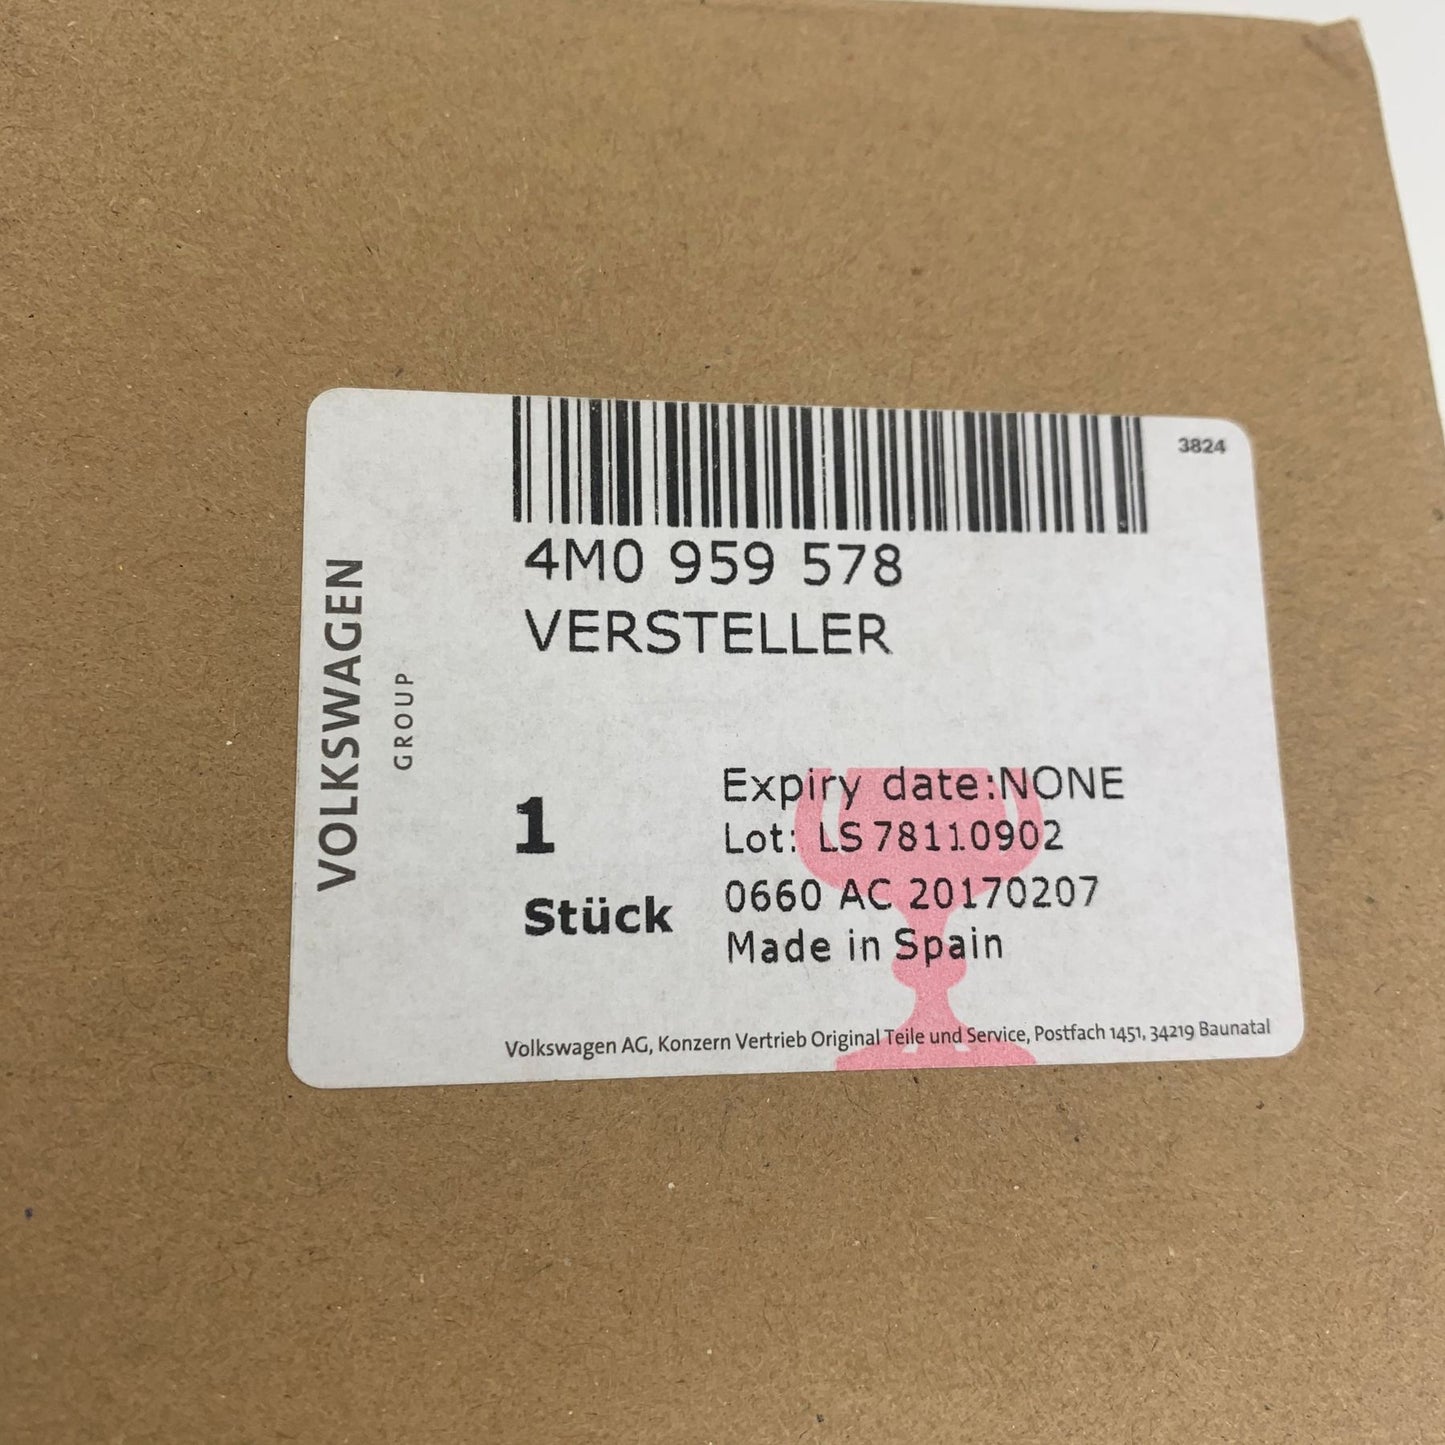 3824
4M0 959 578
VERSTELLER
VOLKSWAGEN
GROUP
1
Stück
Expiry date:NONE
Lot: LS 78110902
0660 AC 20170207
Made in Spain
Volkswagen AG, Konzern Vertrieb Original Teile und Service, Postfach 1451, 34219 Baunatal